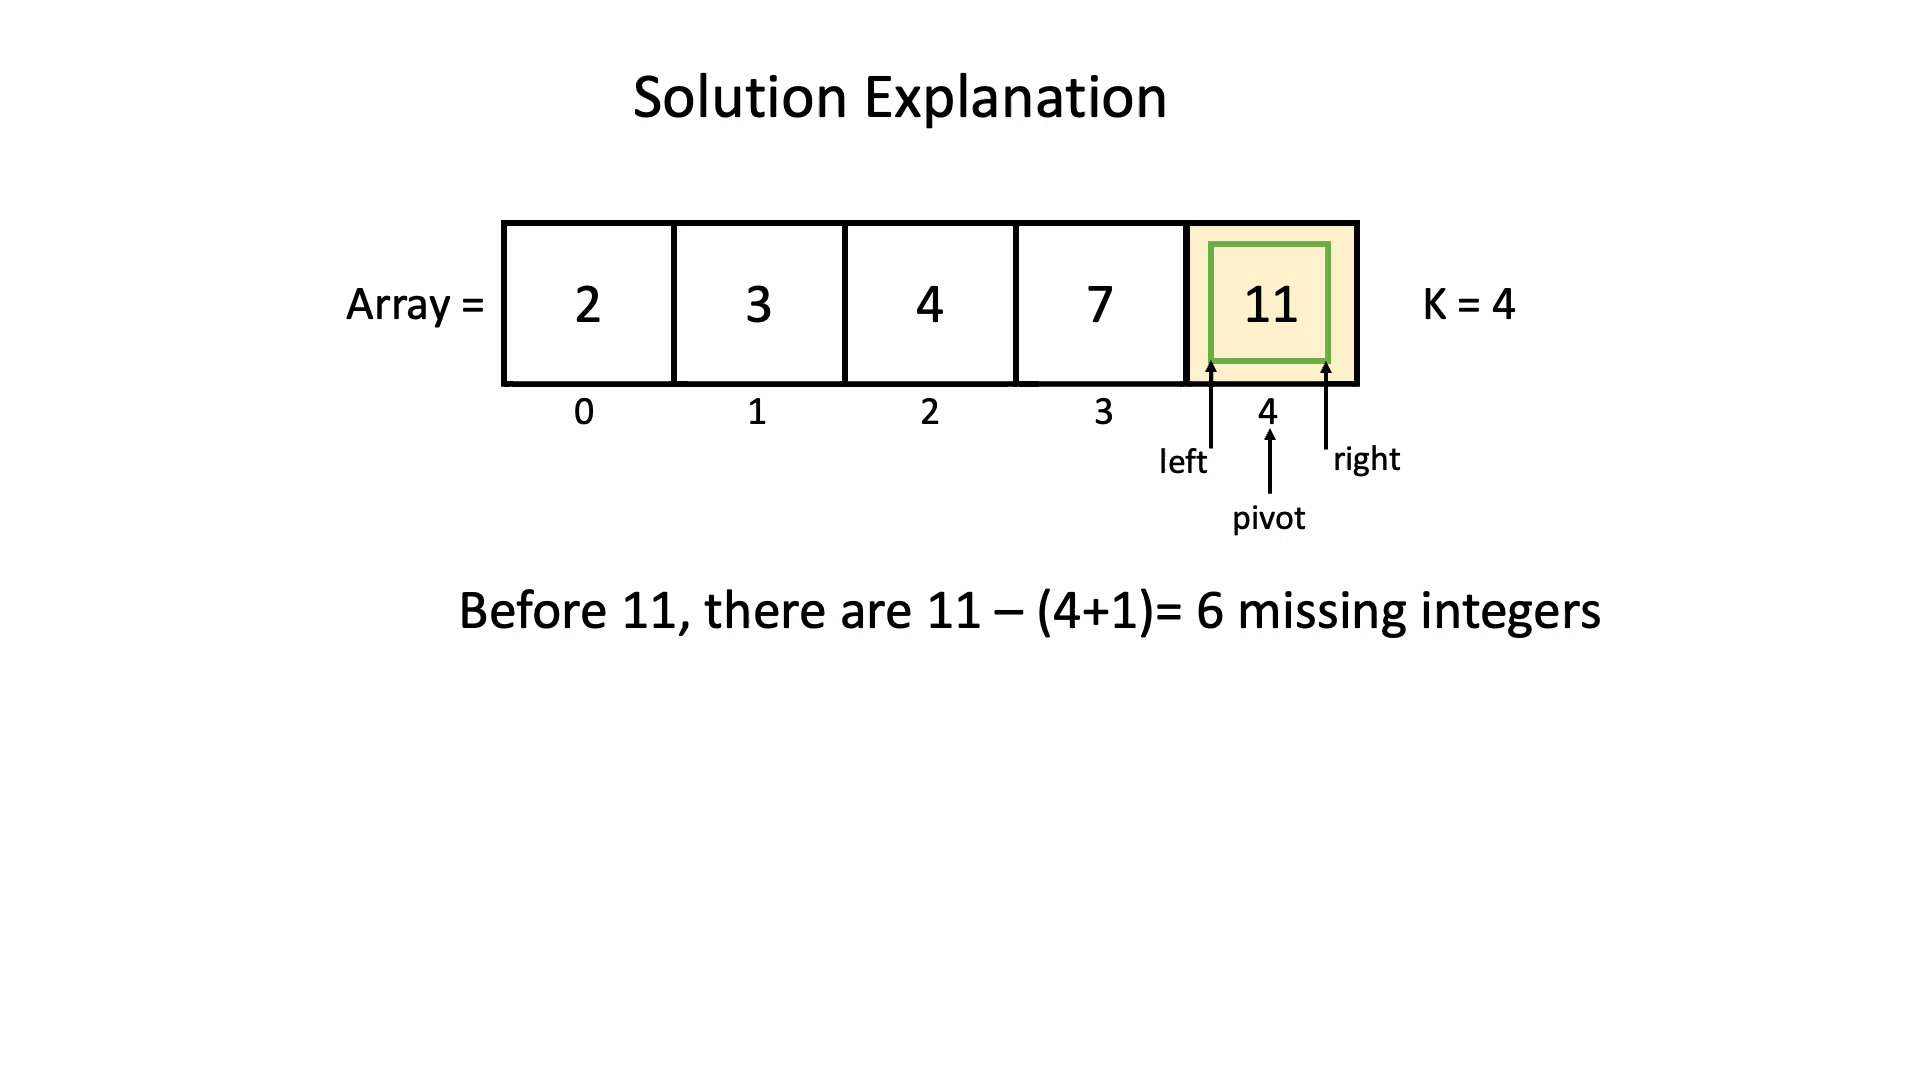 Solution Explanation
Array = 2 3 4 7 11 K = 4
0 1 2 3 4
left right
pivot
Before 11, there are 11 – (4+1)= 6 missing integers